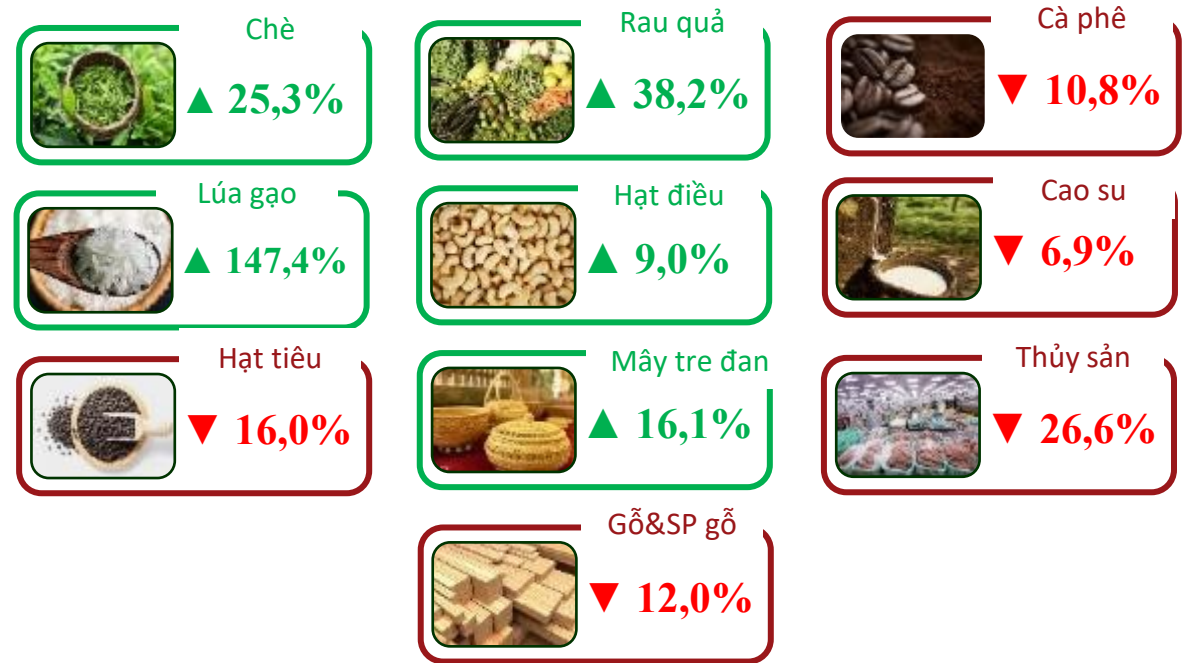 Chè
▲ 25,3%
Rau quả
▲ 38,2%
Cà phê
▼ 10,8%
Lúa gạo
▲ 147,4%
Hạt điều
▲ 9,0%
Cao su
▼ 6,9%
Hạt tiêu
▼ 16,0%
Mây tre đan
▲ 16,1%
Thủy sản
▼ 26,6%
Gỗ&SP gỗ
▼ 12,0%